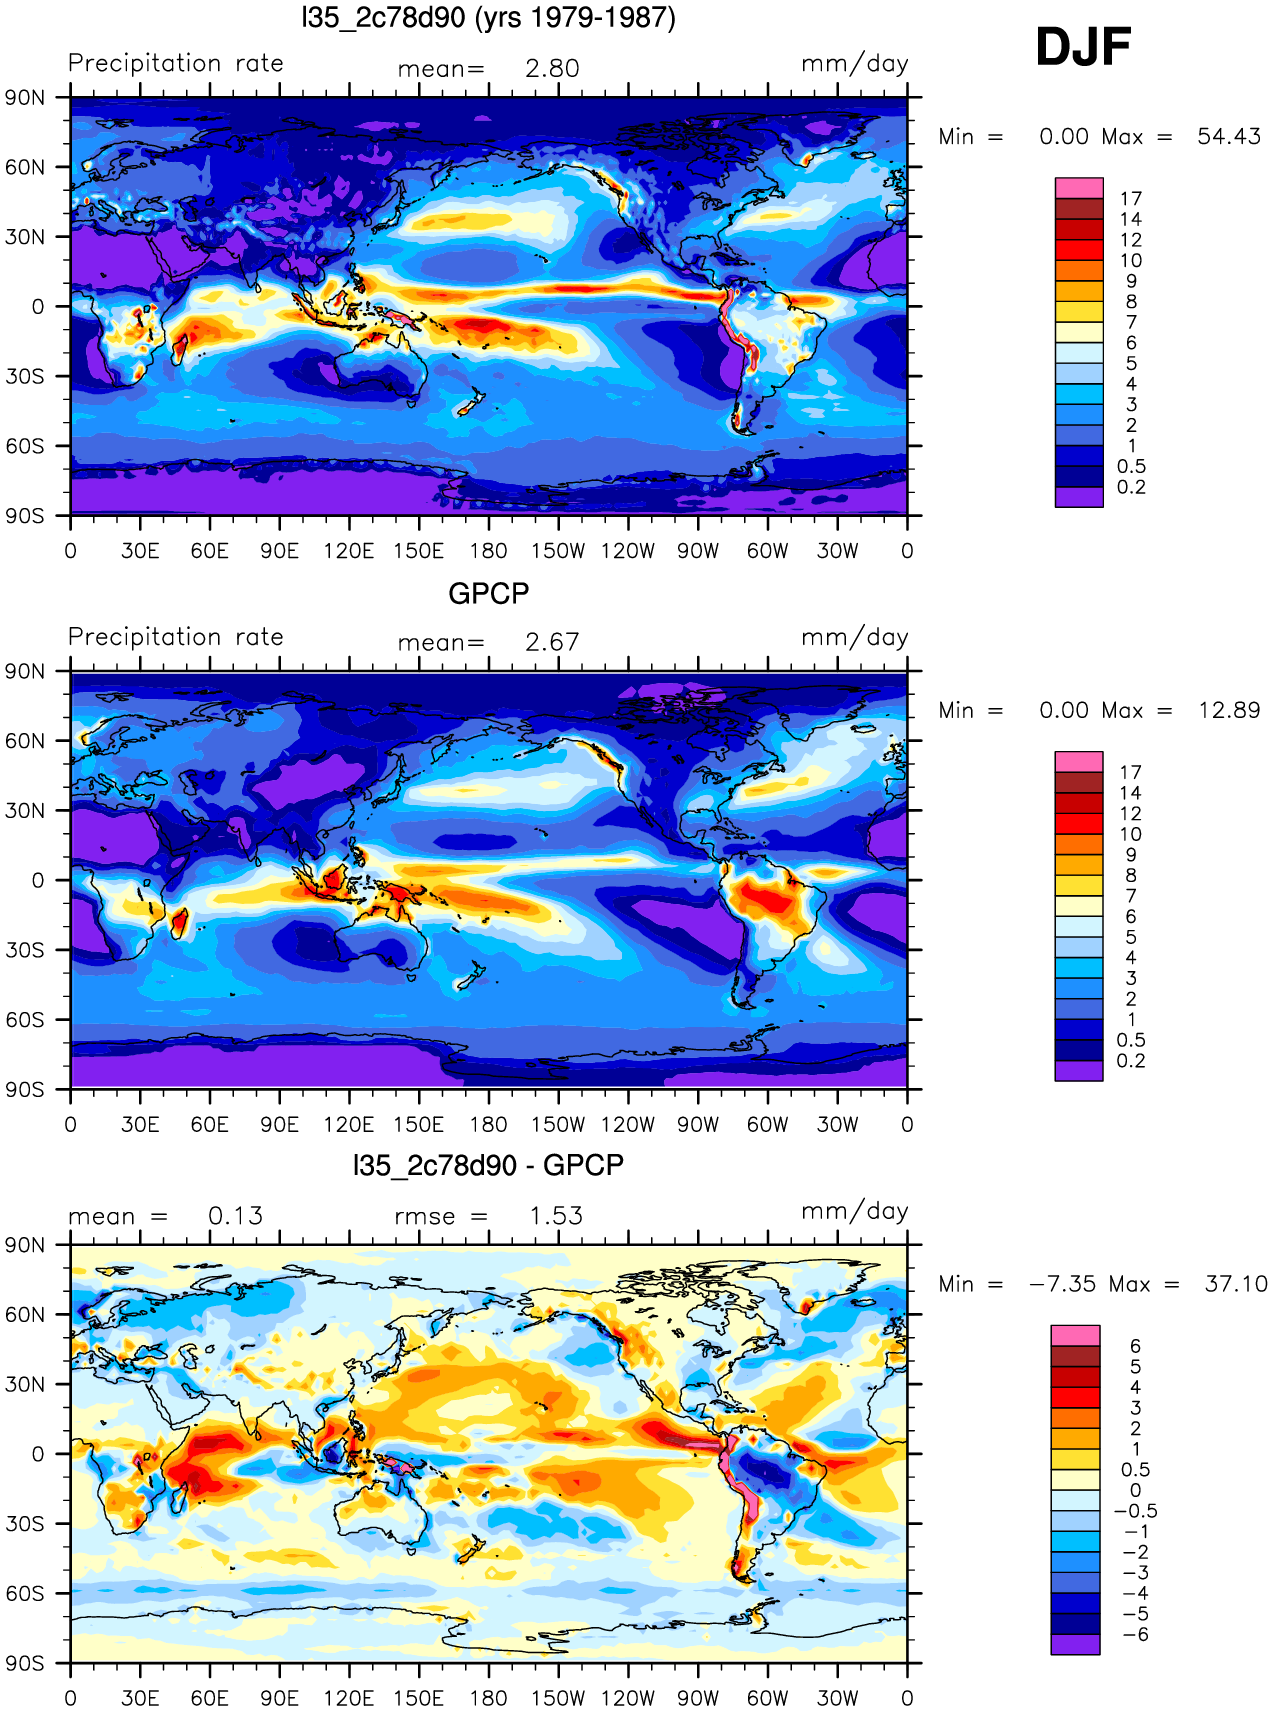 l35_2c78d90 (yrs 1979-1987)
DJF
Precipitation rate mean= 2.80 mm/day
Min = 0.00 Max = 54.43
90N
60N
30N
0
30S
60S
90S
0 30E 60E 90E 120E 150E 180 150W 120W 90W 60W 30W 0
17
14
12
10
9
8
7
6
5
4
3
2
1
0.5
0.2
GPCP
Precipitation rate mean= 2.67 mm/day
Min = 0.00 Max = 12.89
90N
60N
30N
0
30S
60S
90S
0 30E 60E 90E 120E 150E 180 150W 120W 90W 60W 30W 0
17
14
12
10
9
8
7
6
5
4
3
2
1
0.5
0.2
l35_2c78d90 - GPCP
mean = 0.13 rmse = 1.53 mm/day
Min = −7.35 Max = 37.10
90N
60N
30N
0
30S
60S
90S
0 30E 60E 90E 120E 150E 180 150W 120W 90W 60W 30W 0
6
5
4
3
2
1
0.5
0
−0.5
−1
−2
−3
−4
−5
−6